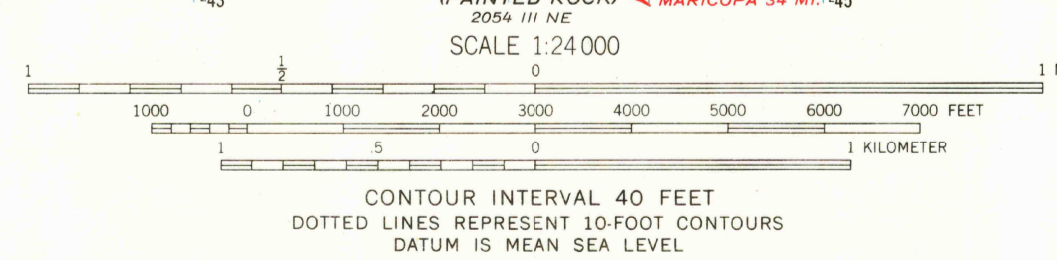 (PAINTED ROCK) MARICOPA 34 MI.
2054 III NE
SCALE 1:24 000
1 ½ 0 1
1000 0 1000 2000 3000 4000 5000 6000 7000 FEET
1 .5 0 1 KILOMETER
CONTOUR INTERVAL 40 FEET
DOTTED LINES REPRESENT 10-FOOT CONTOURS
DATUM IS MEAN SEA LEVEL